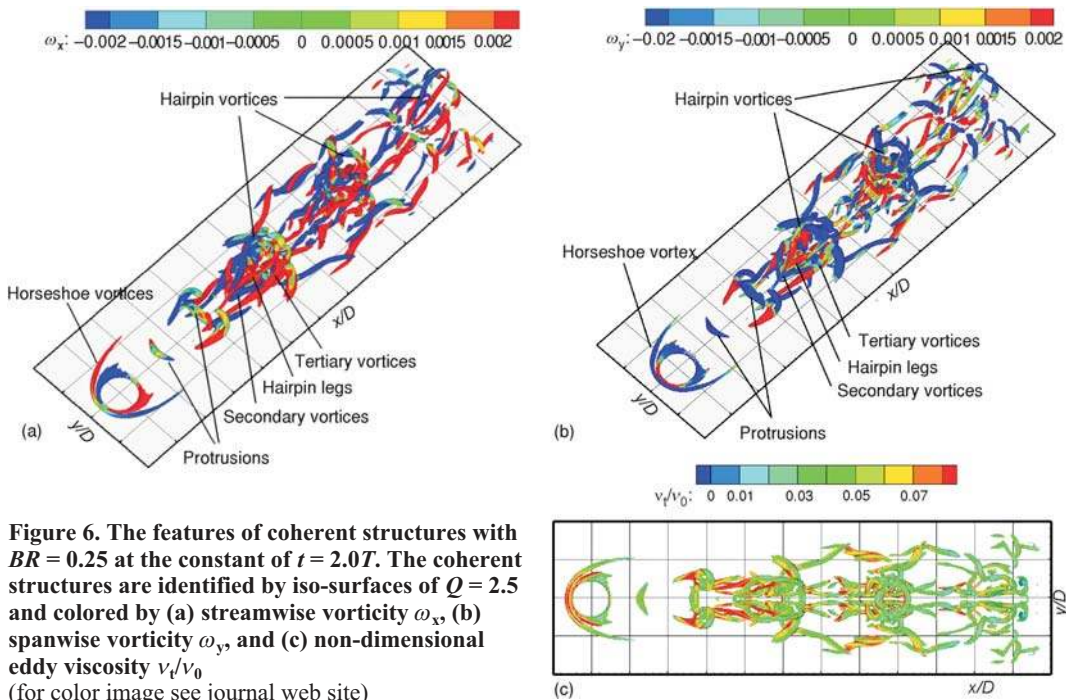 ωx: −0.002 −0.0015 −0.001 −0.0005 0 0.0005 0.001 0.0015 0.002
Hairpin vortices
Horseshoe vortices
x/D
Tertiary vortices
Hairpin legs
Secondary vortices
y/D
Protrusions
(a)
ωy: −0.02 −0.0015 −0.001 −0.0005 0 0.0005 0.001 0.0015 0.002
Hairpin vortices
Horseshoe vortex
x/D
Tertiary vortices
Hairpin legs
Secondary vortices
y/D
Protrusions
(b)
νt/ν0: 0 0.01 0.03 0.05 0.07
y/D
x/D
(c)
Figure 6. The features of coherent structures with
BR = 0.25 at the constant of t = 2.0T. The coherent
structures are identified by iso-surfaces of Q = 2.5
and colored by (a) streamwise vorticity ωx, (b)
spanwise vorticity ωy, and (c) non-dimensional
eddy viscosity νt/ν0
(for color image see journal web site)